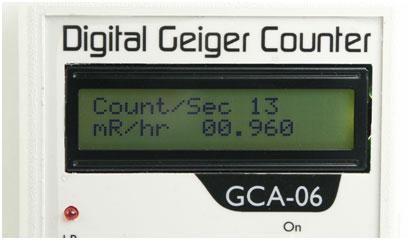 Digital Geiger Counter
Count/Sec 13
mR/hr 00.960
GCA-06
On